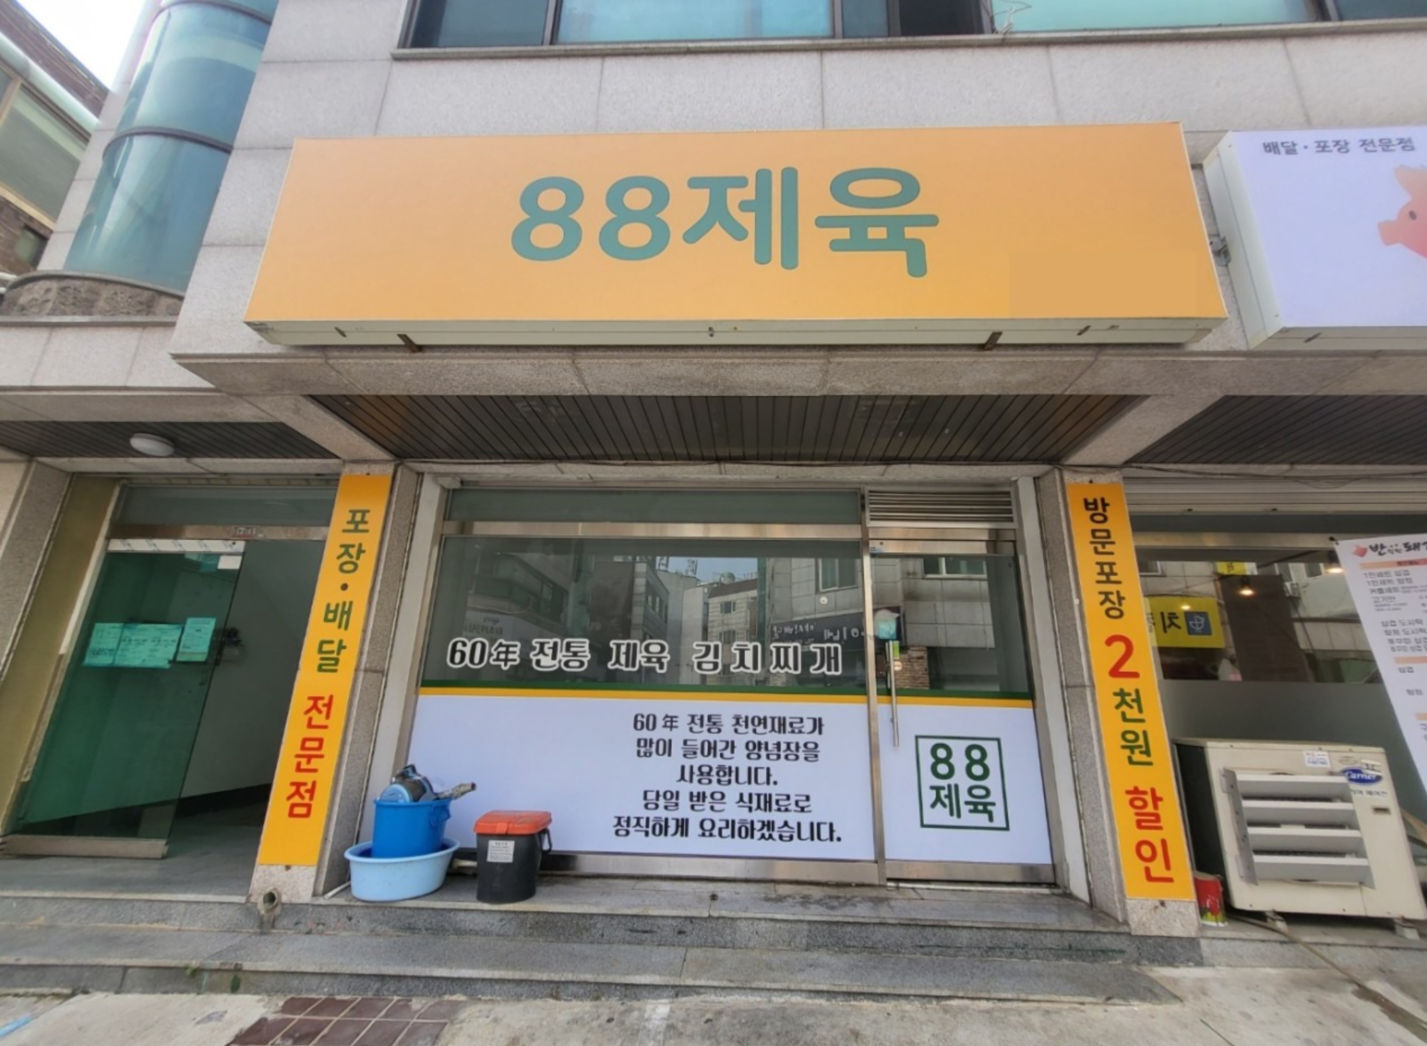 88제육
배달·포장 전문점
포장·배달 전문점
방문포장 2천원 할인
60年 전통 제육 김치찌개
60年 전통 천연재료가
많이 들어간 양념장을
사용합니다.
당일 받은 식재료로
정직하게 요리하겠습니다.
88
제육
Carrier